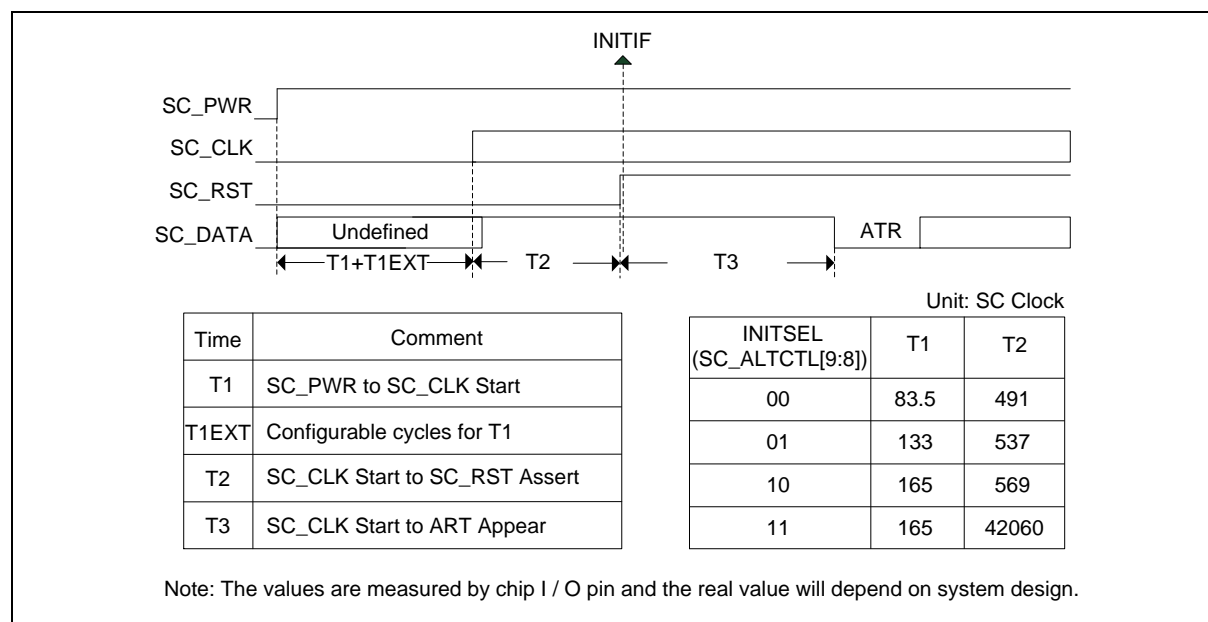 INITIF
SC_PWR
SC_CLK
SC_RST
SC_DATA
Undefined
ATR
T1+T1EXT
T2
T3
Unit: SC Clock
Time Comment
T1 SC_PWR to SC_CLK Start
T1EXT Configurable cycles for T1
T2 SC_CLK Start to SC_RST Assert
T3 SC_CLK Start to ART Appear
INITSEL
(SC_ALTCTL[9:8]) T1 T2
00 83.5 491
01 133 537
10 165 569
11 165 42060
Note: The values are measured by chip I / O pin and the real value will depend on system design.